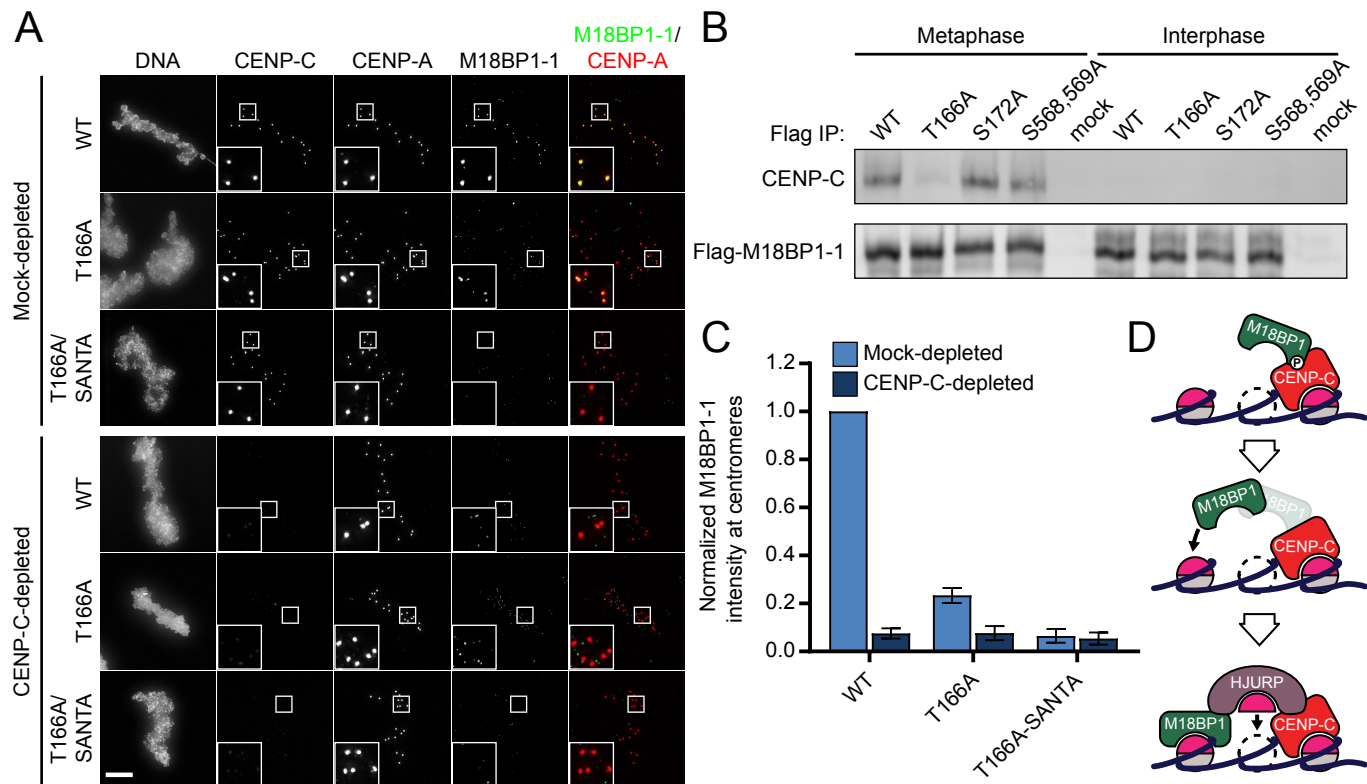 A
M18BP1-1/
DNA CENP-C CENP-A M18BP1-1 CENP-A
Mock-depleted
WT
T166A
T166A/
SANTA
CENP-C-depleted
WT
T166A
T166A/
SANTA
B
Metaphase Interphase
Flag IP: WT T166A S172A S568,569A mock WT T166A S172A S568,569A mock
CENP-C
Flag-M18BP1-1
C
Mock-depleted
CENP-C-depleted
Normalized M18BP1-1
intensity at centromeres
1.2
1.0
0.8
0.6
0.4
0.2
0.0
WT T166A T166A-SANTA
D
M18BP1
P
CENP-C
M18BP1 8BP1
CENP-C
HJURP
M18BP1 CENP-C